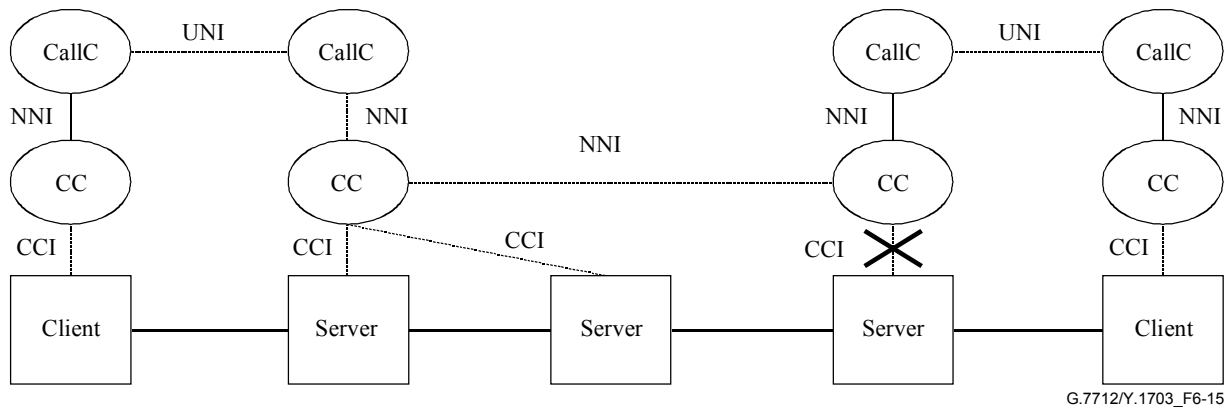 UNI
UNI
CallC
CallC
CallC
CallC
NNI
NNI
NNI
NNI
NNI
CC
CC
CC
CC
CCI
CCI
CCI
CCI
CCI
Client
Server
Server
Server
Client
G.7712/Y.1703_F6-15